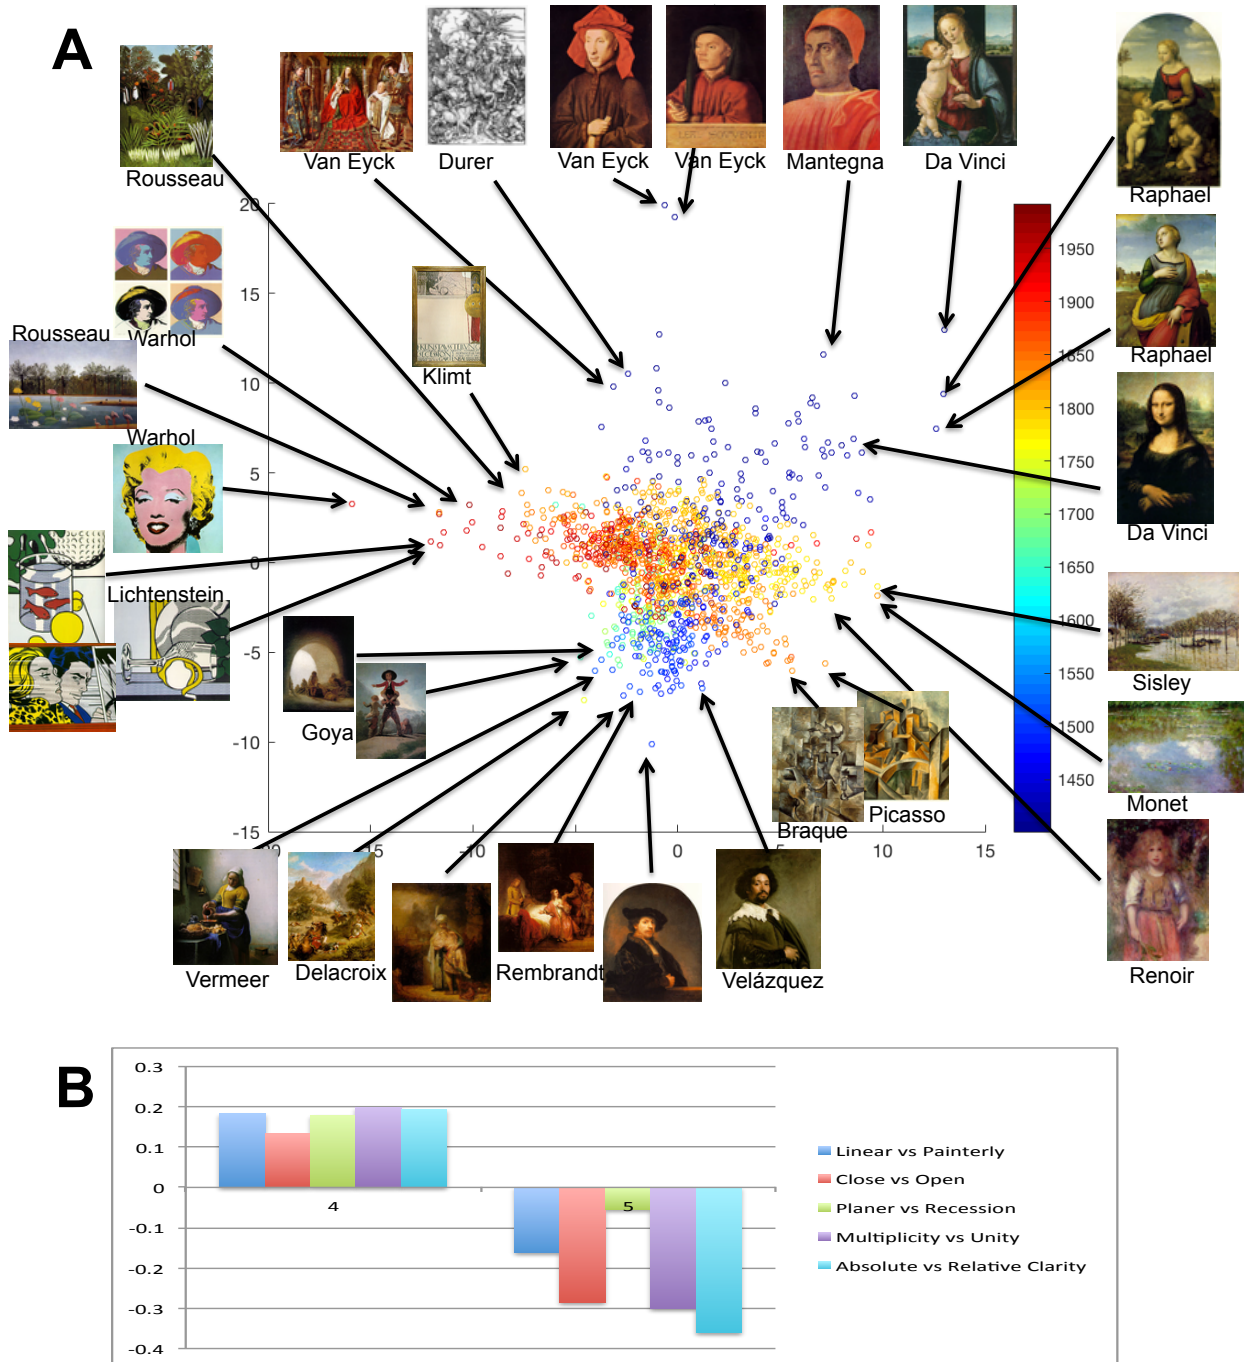 A
Rousseau
Van Eyck
Durer
Van Eyck
Van Eyck
Mantegna
Da Vinci
Raphael
Raphael
Da Vinci
Warhol
Rousseau
Warhol
Klimt
Lichtenstein
Goya
Sisley
Monet
Renoir
Braque
Picasso
Vermeer
Delacroix
Rembrandt
Velázquez
20
15
10
5
0
-5
-10
-15
-15
-10
0
5
10
15
1950
1900
1850
1800
1750
1700
1650
1600
1550
1500
1450
B
0.3
0.2
0.1
0
-0.1
-0.2
-0.3
-0.4
4
5
Linear vs Painterly
Close vs Open
Planer vs Recession
Multiplicity vs Unity
Absolute vs Relative Clarity